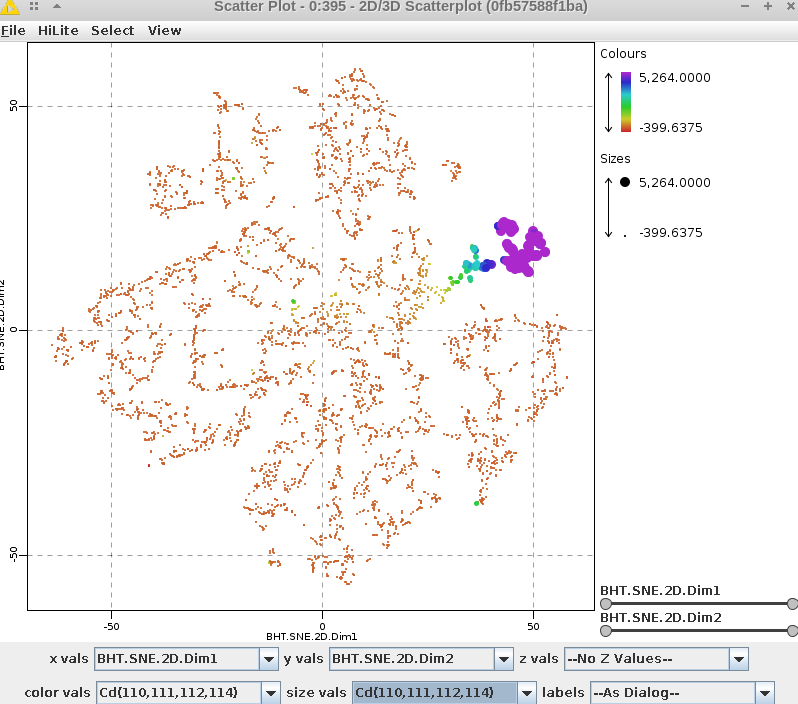 Scatter Plot - 0:395 - 2D/3D Scatterplot (0fb57588f1ba)
File HiLite Select View
Colours
5,264.0000
-399.6375
Sizes
5,264.0000
-399.6375
50
0
-50
BHT.SNE.2D.Dim2
-50 0 50
BHT.SNE.2D.Dim1
BHT.SNE.2D.Dim1
BHT.SNE.2D.Dim2
x vals BHT.SNE.2D.Dim1 y vals BHT.SNE.2D.Dim2 z vals --No Z Values--
color vals Cd(110,111,112,114) size vals Cd(110,111,112,114) labels --As Dialog--